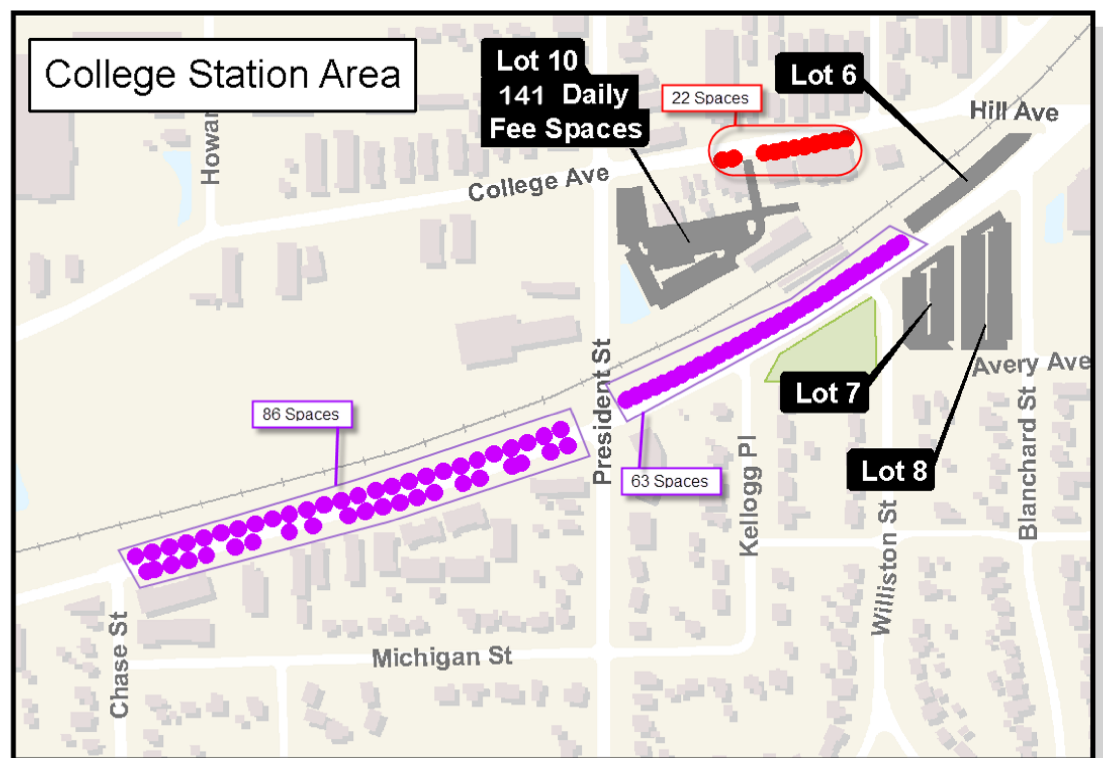 College Station Area
Lot 10
141 Daily
Fee Spaces
Lot 6
22 Spaces
Hill Ave
Howar
College Ave
President St
Avery Ave
Lot 7
86 Spaces
63 Spaces
Lot 8
Kellogg Pl
Blanchard St
Williston St
Chase St
Michigan St